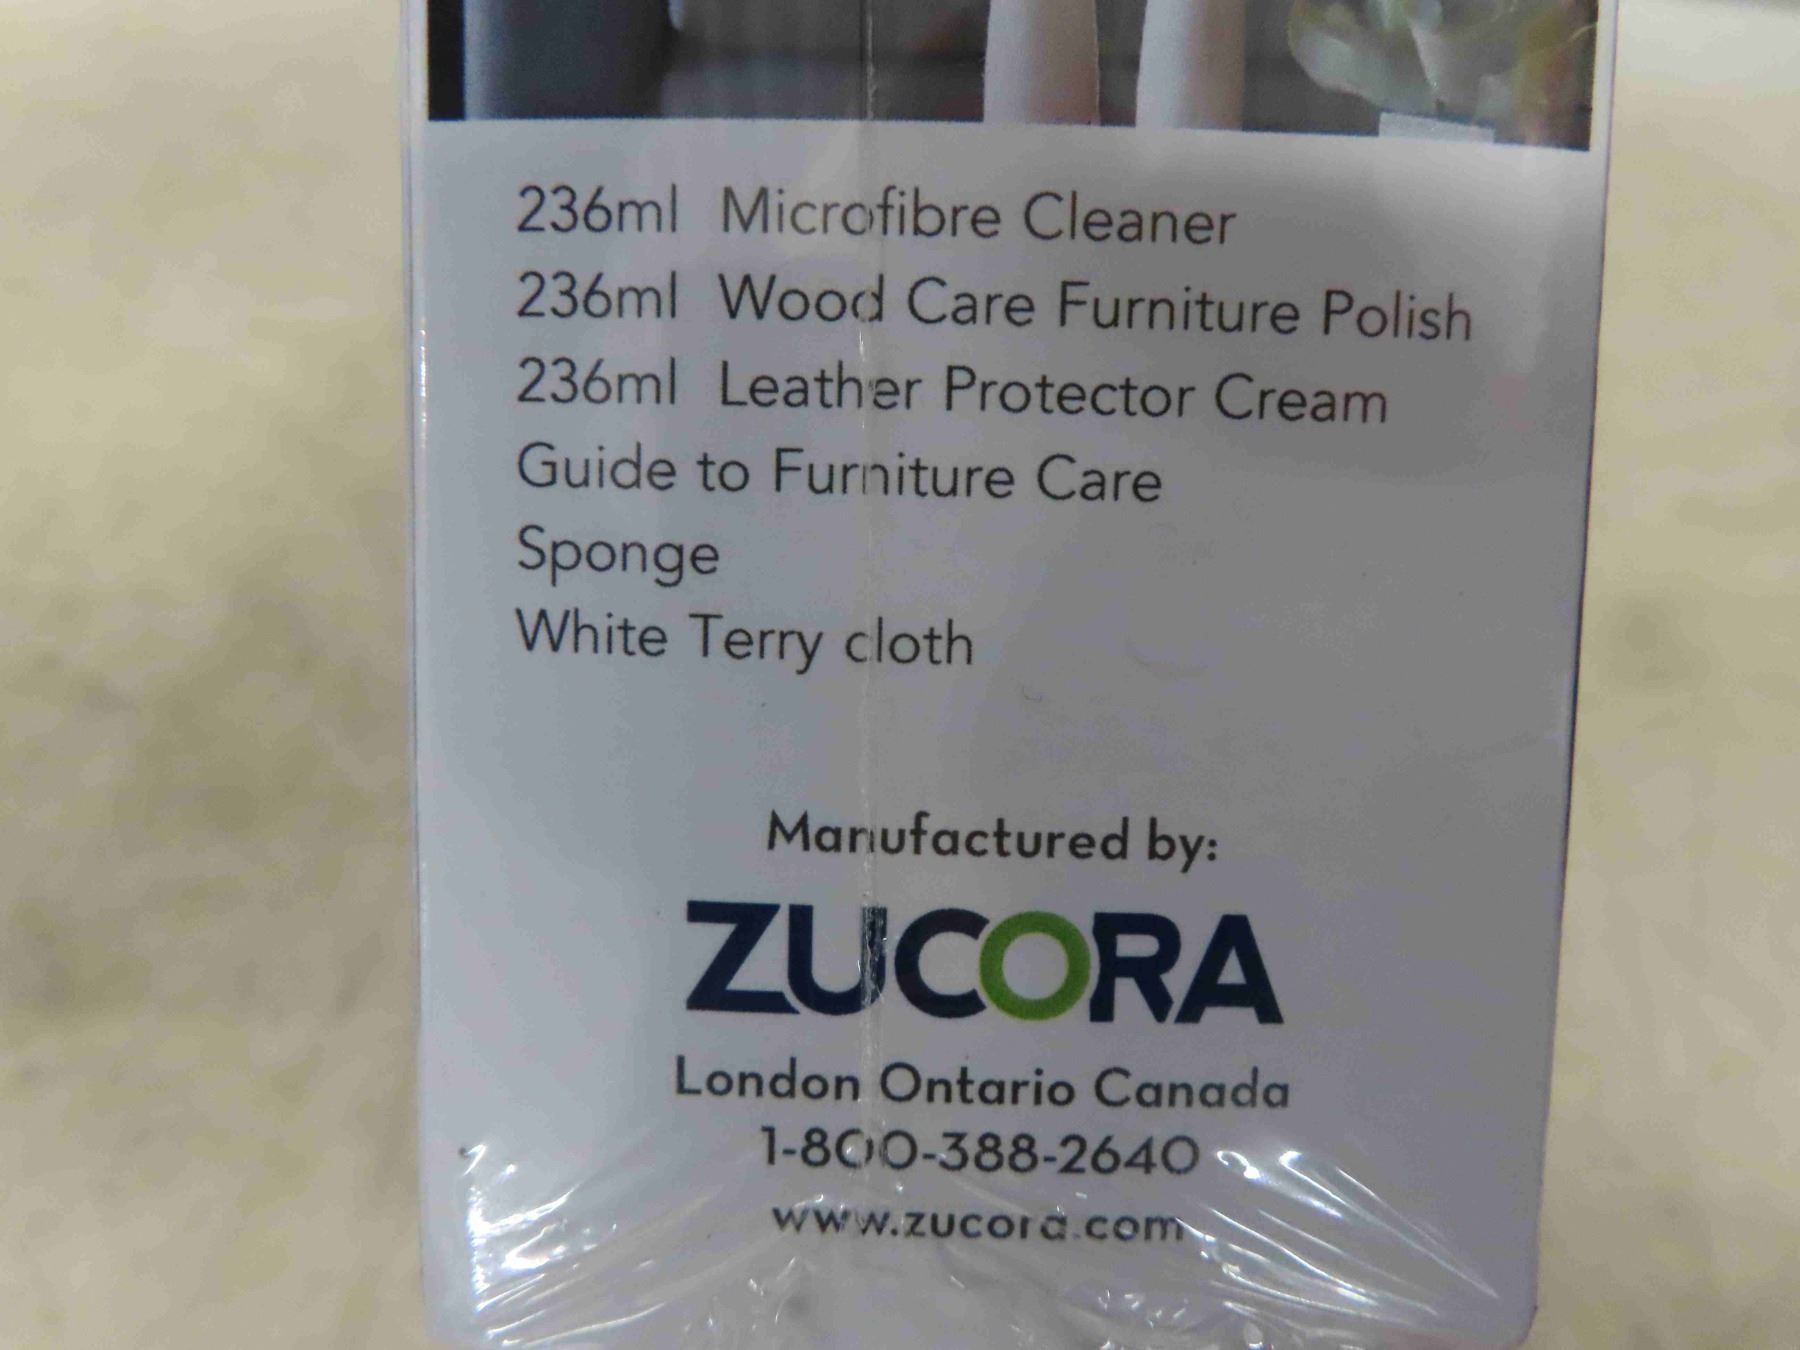 236ml Microfibre Cleaner
236ml Wood Care Furniture Polish
236ml Leather Protector Cream
Guide to Furniture Care
Sponge
White Terry cloth
Manufactured by:
ZUCORA
London Ontario Canada
1-800-388-2640
www.zucora.com